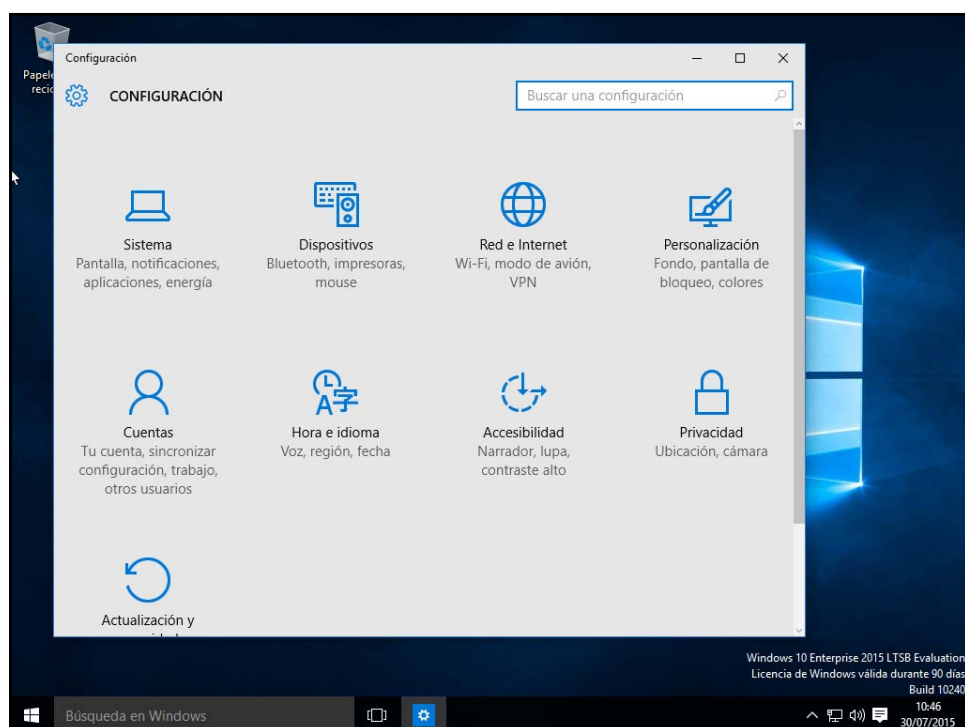 Configuración
CONFIGURACIÓN
Buscar una configuración
Sistema
Pantalla, notificaciones,
aplicaciones, energía
Dispositivos
Bluetooth, impresoras,
mouse
Red e Internet
Wi-Fi, modo de avión,
VPN
Personalización
Fondo, pantalla de
bloqueo, colores
Cuentas
Tu cuenta, sincronizar
configuración, trabajo,
otros usuarios
Hora e idioma
Voz, región, fecha
Accesibilidad
Narrador, lupa,
contraste alto
Privacidad
Ubicación, cámara
Actualización y
Windows 10 Enterprise 2015 LTSB Evaluation
Licencia de Windows válida durante 90 días
Build 10240
Búsqueda en Windows
10:46
30/07/2015